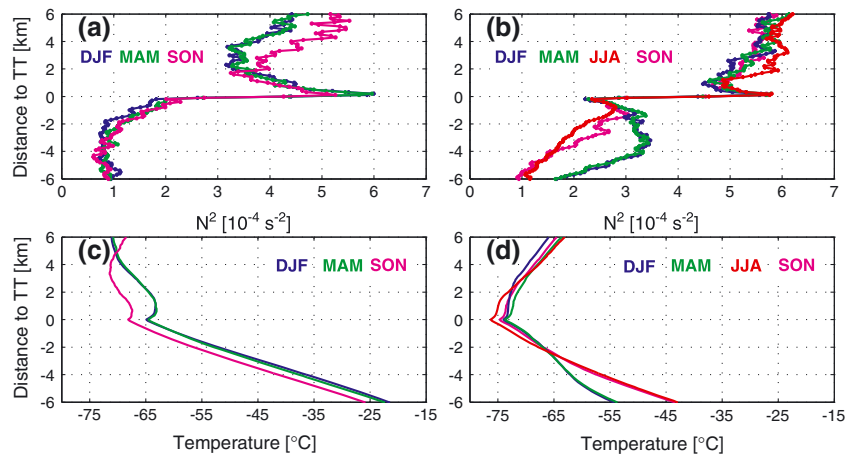 (a)
DJF MAM SON
Distance to TT [km]
6
4
2
0
-2
-4
-6
0 1 2 3 4 5 6 7
N² [10⁻⁴ s⁻²]
(b)
DJF MAM JJA SON
6
4
2
0
-2
-4
-6
0 1 2 3 4 5 6 7
N² [10⁻⁴ s⁻²]
(c)
DJF MAM SON
Distance to TT [km]
6
4
2
0
-2
-4
-6
-75 -65 -55 -45 -35 -25 -15
Temperature [°C]
(d)
DJF MAM JJA SON
6
4
2
0
-2
-4
-6
-75 -65 -55 -45 -35 -25 -15
Temperature [°C]